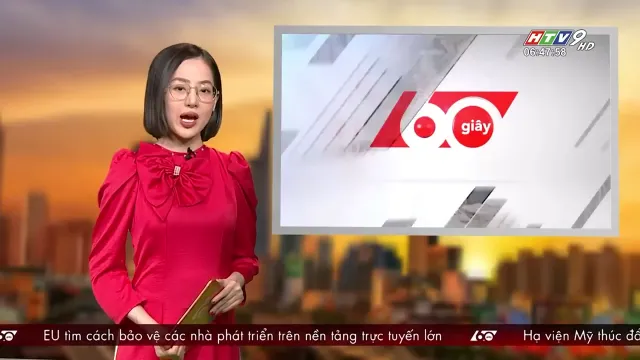 HTV9
HD
06:47:58
60
giây
EU tìm cách bảo vệ các nhà phát triển trên nền tảng trực tuyến lớn
60
Hạ viện Mỹ thúc đẩ